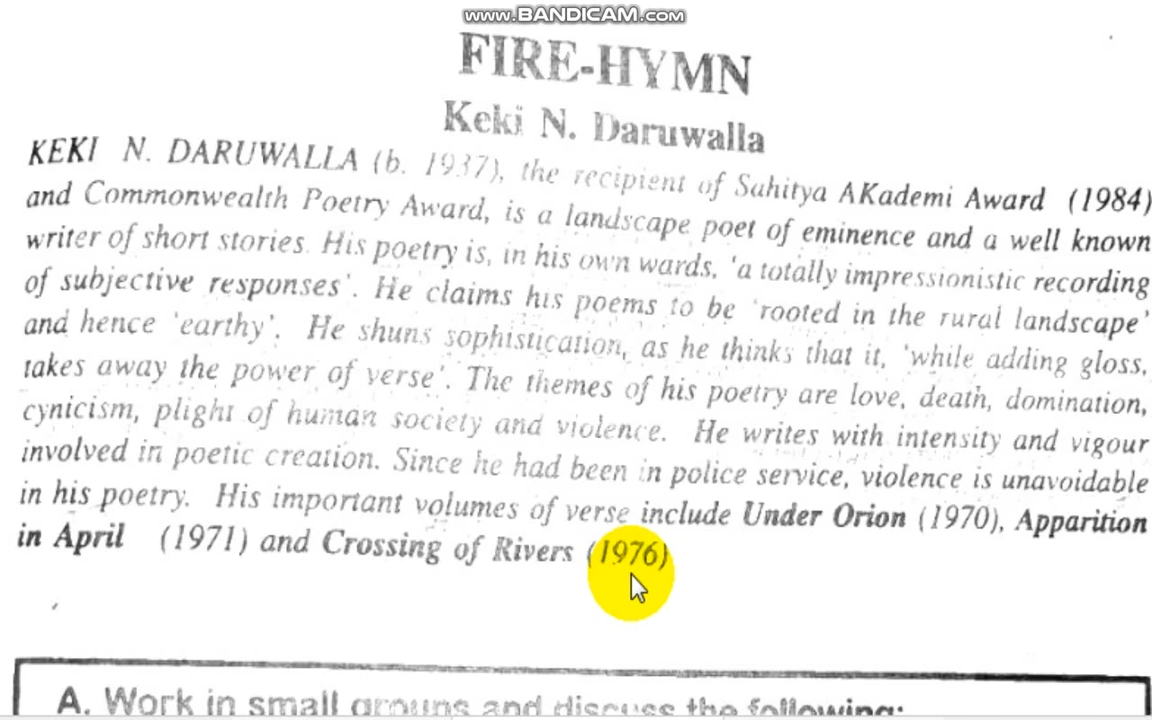 www.BANDICAM.com
FIRE-HYMN
Keki N. Daruwalla
KEKI N. DARUWALLA (b. 1937), the recipient of Sahitya AKademi Award (1984)
and Commonwealth Poetry Award, is a landscape poet of eminence and a well known
writer of short stories. His poetry is, in his own wards, 'a totally impressionistic recording
of subjective responses'. He claims his poems to be 'rooted in the rural landscape'
and hence 'earthy'. He shuns sophistication, as he thinks that it, 'while adding gloss,
takes away the power of verse'. The themes of his poetry are love, death, domination,
cynicism, plight of human society and violence. He writes with intensity and vigour
involved in poetic creation. Since he had been in police service, violence is unavoidable
in his poetry. His important volumes of verse include Under Orion (1970), Apparition
in April (1971) and Crossing of Rivers (1976)
A. Work in small groups and discuss the following: